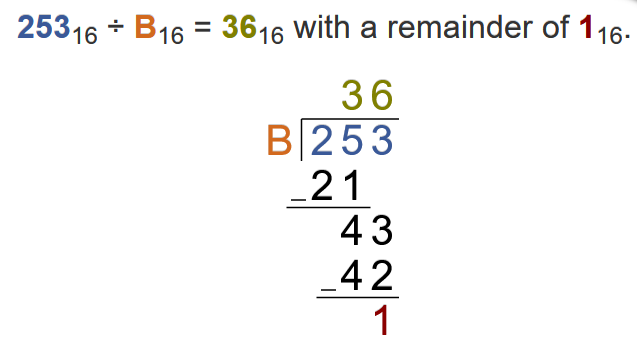 253₁₆ ÷ B₁₆ = 36₁₆ with a remainder of 1₁₆.
36
B 253
_21
43
_42
1